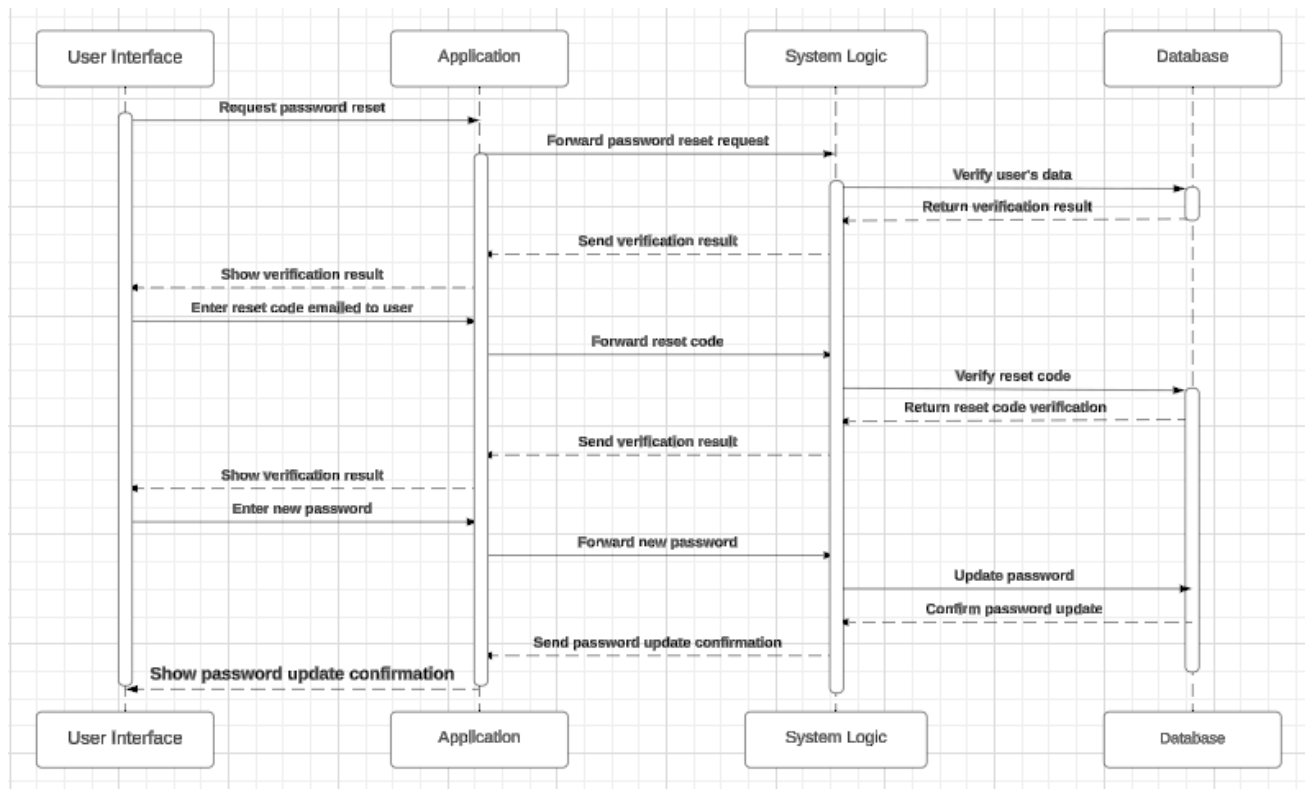 User Interface
Application
System Logic
Database
Request password reset
Forward password reset request
Verify user's data
Return verification result
Send verification result
Show verification result
Enter reset code emailed to user
Forward reset code
Verify reset code
Return reset code verification
Send verification result
Show verification result
Enter new password
Forward new password
Update password
Confirm password update
Send password update confirmation
Show password update confirmation
User Interface
Application
System Logic
Database